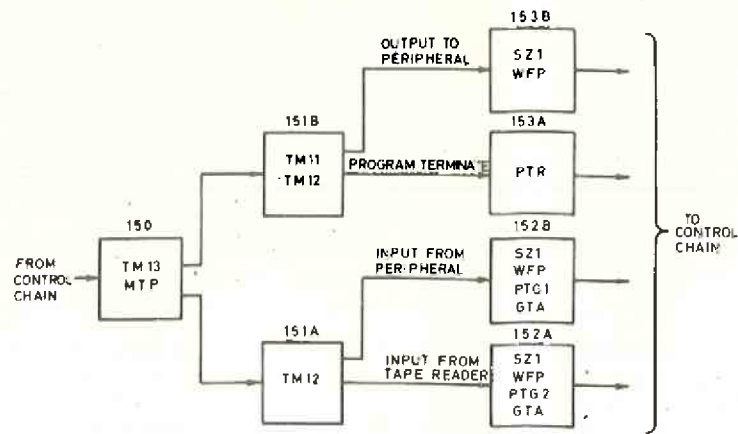 153B
OUTPUT TO
PERIPHERAL
SZ1
WFP
151B
153A
TM11
TM12
PROGRAM TERMINATE
PTR
150
152B
TO
CONTROL
CHAIN
FROM
CONTROL
CHAIN
TM13
MTP
INPUT FROM
PERIPHERAL
SZ1
WFP
PTG1
GTA
151A
152A
TM12
INPUT FROM
TAPE READER
SZ1
WFP
PTG2
GTA